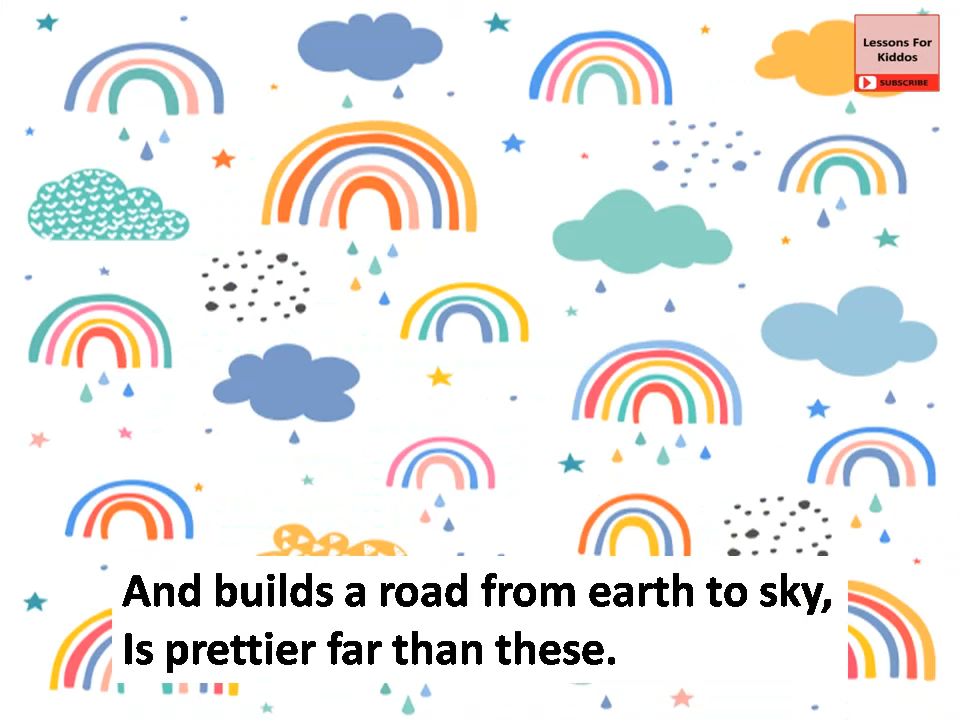 Lessons For
Kiddos
SUBSCRIBE
And builds a road from earth to sky,
Is prettier far than these.